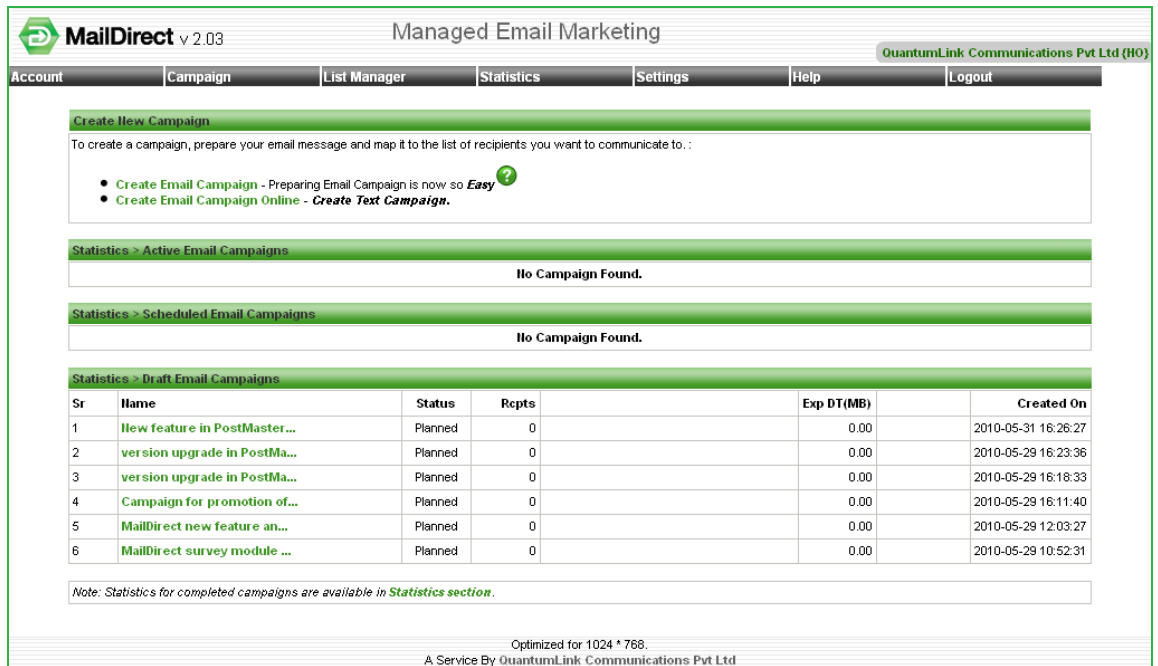 MailDirect v 2.03
Managed Email Marketing
QuantumLink Communications Pvt Ltd {HO}
Account Campaign List Manager Statistics Settings Help Logout
Create New Campaign
To create a campaign, prepare your email message and map it to the list of recipients you want to communicate to. :
• Create Email Campaign - Preparing Email Campaign is now so Easy ?
• Create Email Campaign Online - Create Text Campaign.
Statistics > Active Email Campaigns
No Campaign Found.
Statistics > Scheduled Email Campaigns
No Campaign Found.
Statistics > Draft Email Campaigns
Sr Name Status Rcpts Exp DT(MB) Created On
1 New feature in PostMaster... Planned 0 0.00 2010-05-31 16:26:27
2 version upgrade in PostMa... Planned 0 0.00 2010-05-29 16:23:36
3 version upgrade in PostMa... Planned 0 0.00 2010-05-29 16:18:33
4 Campaign for promotion of... Planned 0 0.00 2010-05-29 16:11:40
5 MailDirect new feature an... Planned 0 0.00 2010-05-29 12:03:27
6 MailDirect survey module ... Planned 0 0.00 2010-05-29 10:52:31
Note: Statistics for completed campaigns are available in Statistics section.
Optimized for 1024 * 768.
A Service By QuantumLink Communications Pvt Ltd